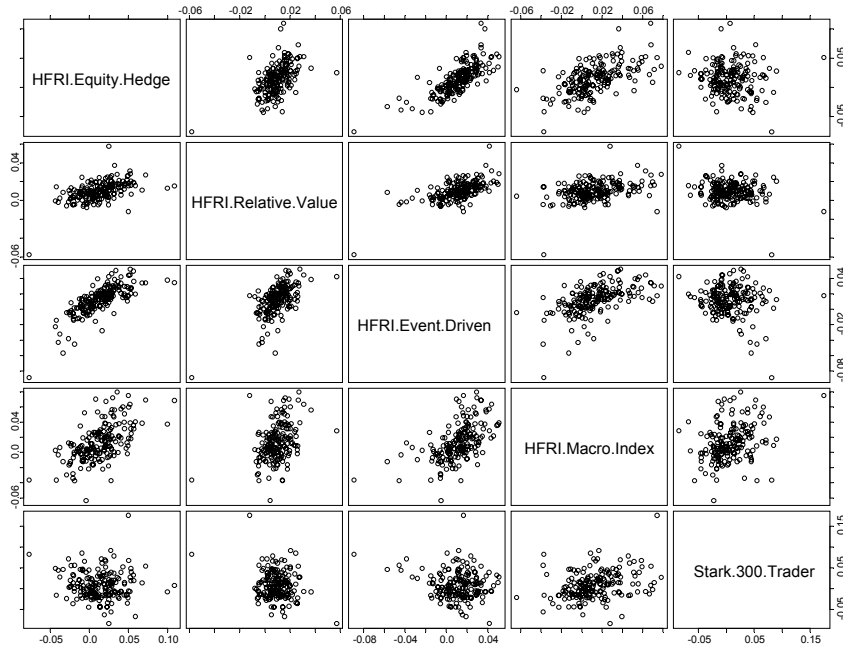 -0.06 -0.02 0.02 0.06 -0.06 -0.02 0.02 0.06
HFRI.Equity.Hedge
-0.05 0.05
0.04
0.0
-0.06
HFRI.Relative.Value
HFRI.Event.Driven
0.04
-0.02
-0.08
0.04
0.0
-0.06
HFRI.Macro.Index
Stark.300.Trader
0.15
0.05
-0.05
-0.05 0.0 0.05 0.10 -0.08 -0.04 0.0 0.04 -0.05 0.05 0.15